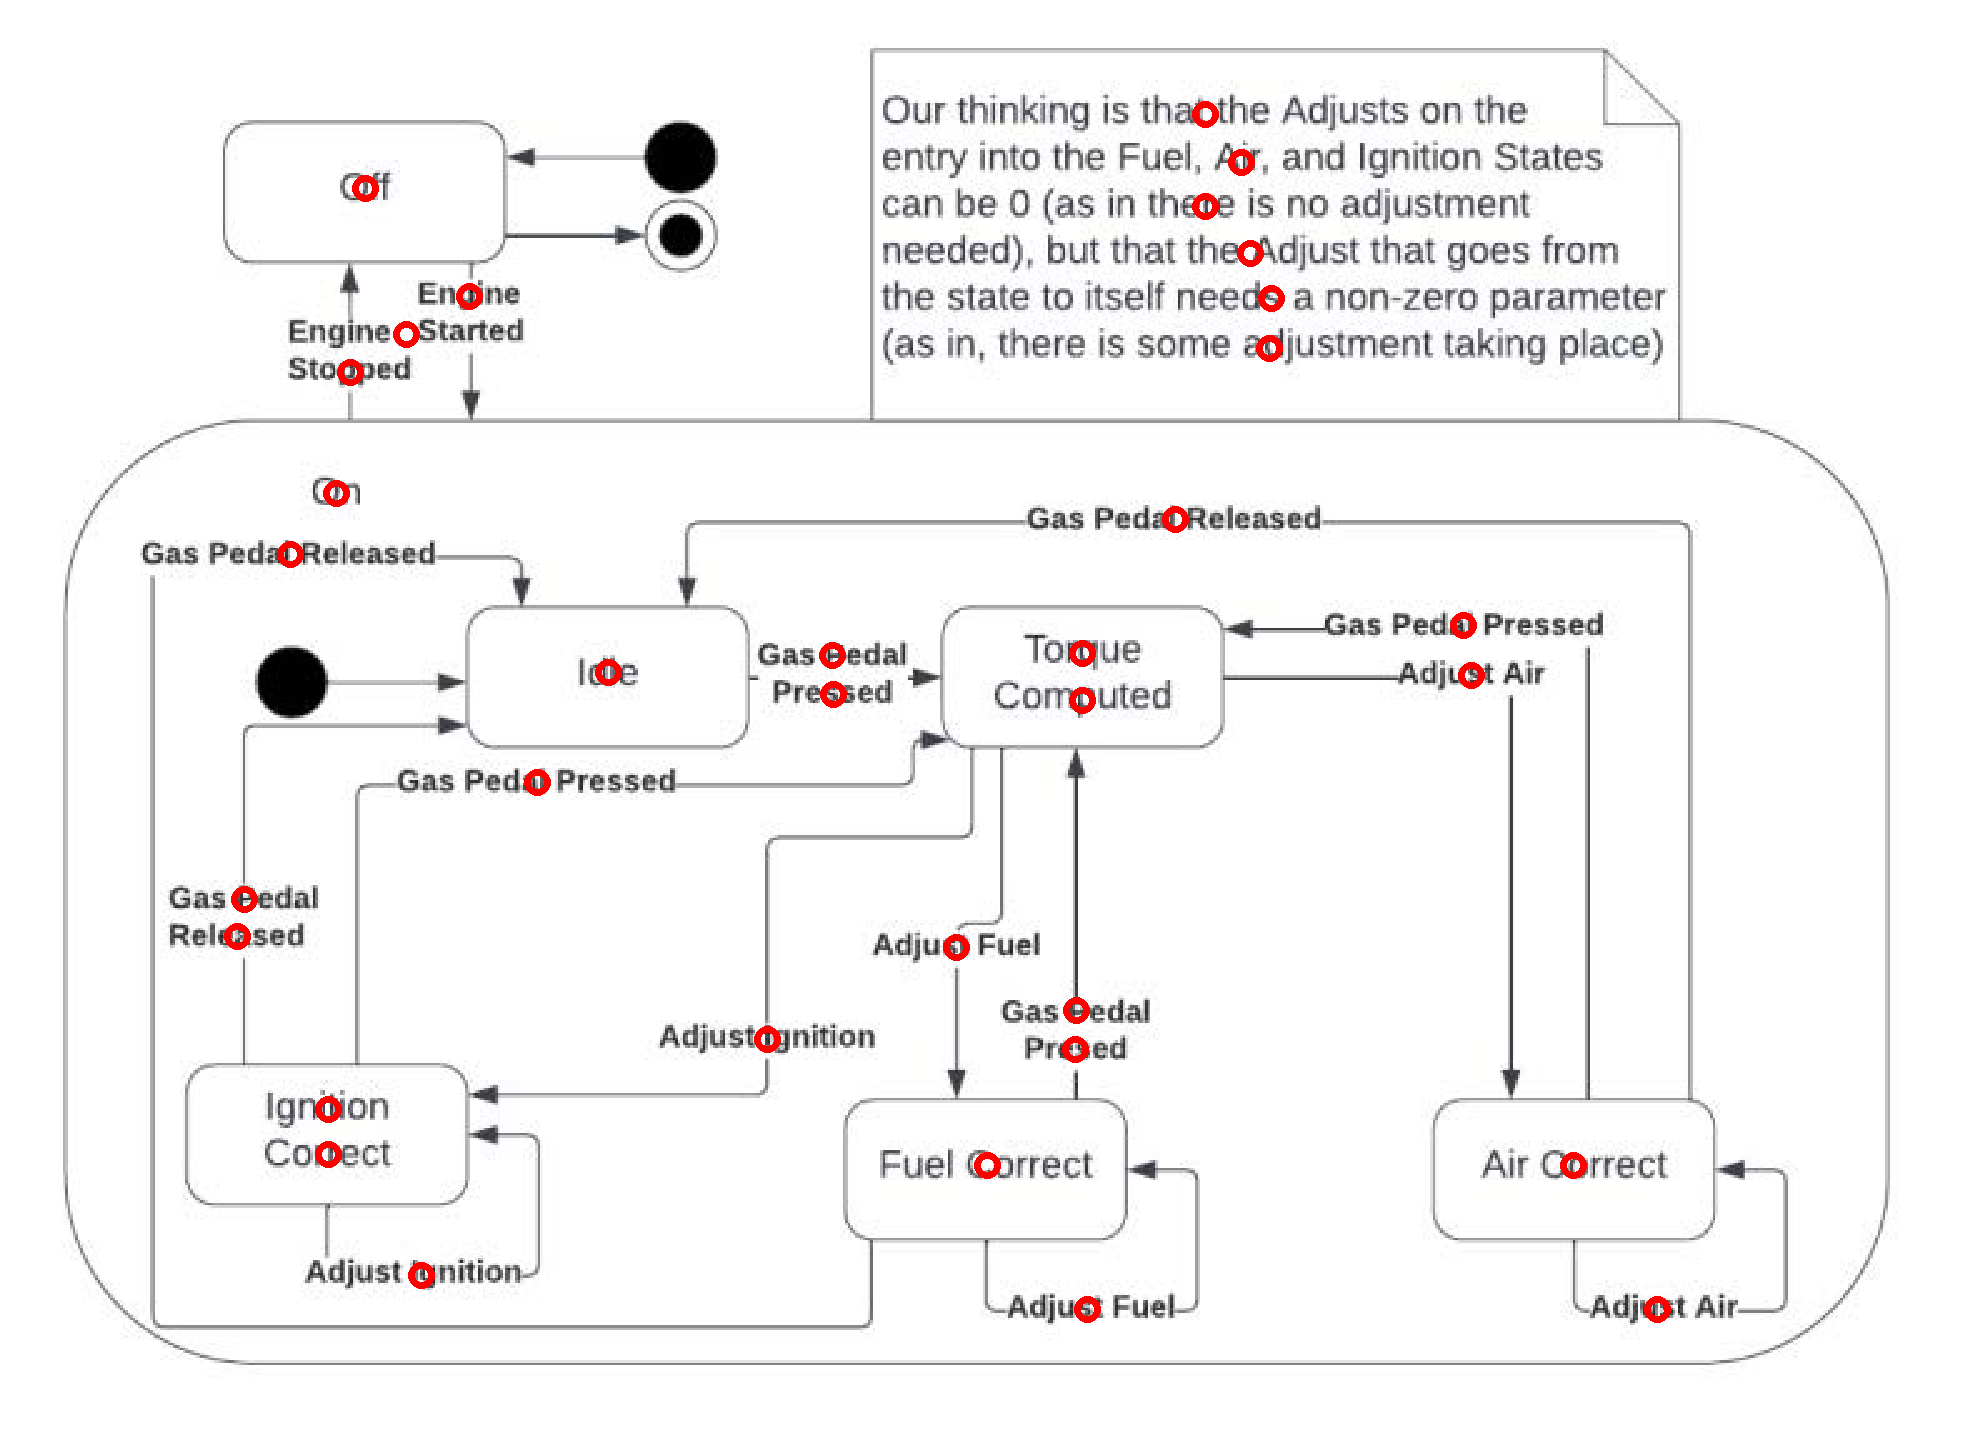 Our thinking is that the Adjusts on the
entry into the Fuel, Air, and Ignition States
can be 0 (as in there is no adjustment
needed), but that the Adjust that goes from
the state to itself needs a non-zero parameter
(as in, there is some adjustment taking place)
Off
Engine
Started
Engine
Stopped
On
Gas Pedal Released
Gas Pedal Released
Idle
Gas Pedal
Pressed
Torque
Computed
Gas Pedal Pressed
Adjust Air
Gas Pedal Pressed
Gas Pedal
Released
Adjust Fuel
Adjust Ignition
Gas Pedal
Presed
Ignition
Correct
Fuel Correct
Air Correct
Adjust Ignition
Adjust Fuel
Adjust Air